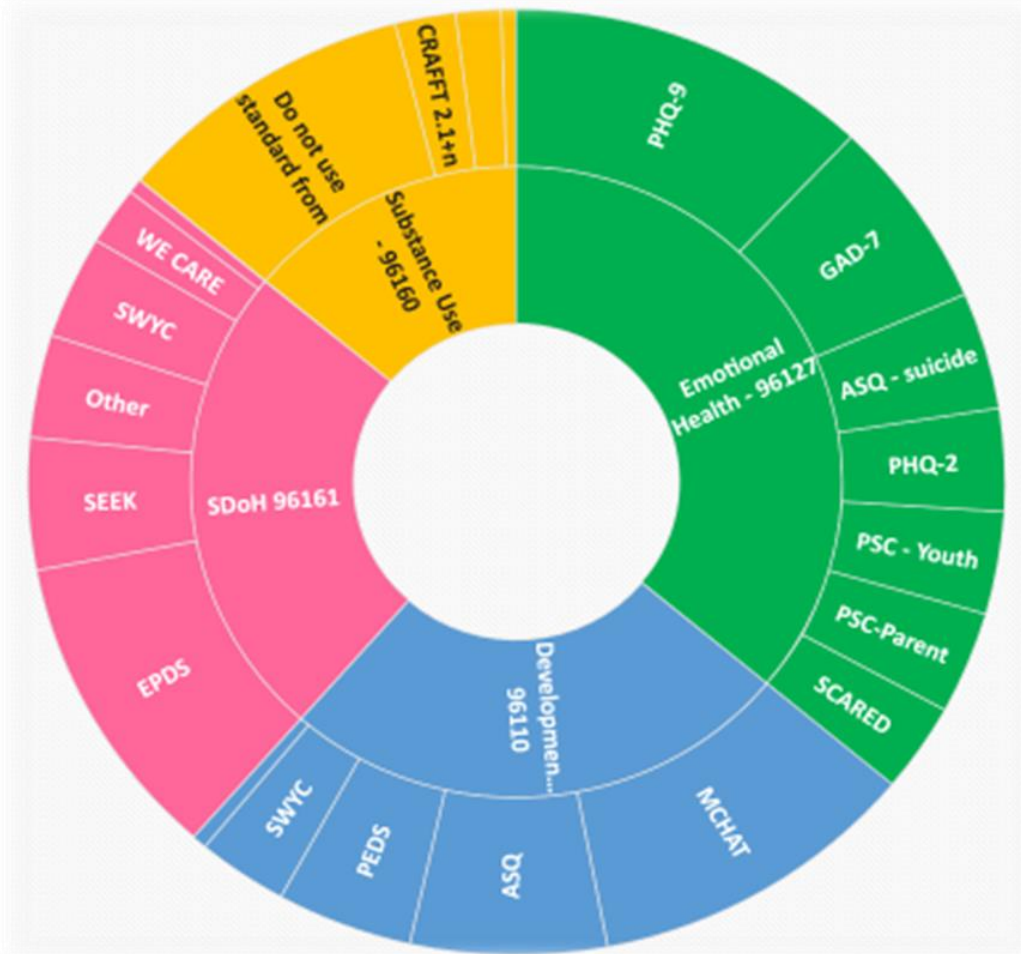 PHQ-9
GAD-7
ASQ - suicide
PHQ-2
PSC - Youth
PSC-Parent
SCARED
Emotional
Health - 96127
MCHAT
ASQ
PEDS
SWYC
Developmen...
96110
EPDS
SEEK
Other
SWYC
WE CARE
SDoH 96161
Do not use
standard from
CRAFFT 2.1+n
Substance Use
- 96160